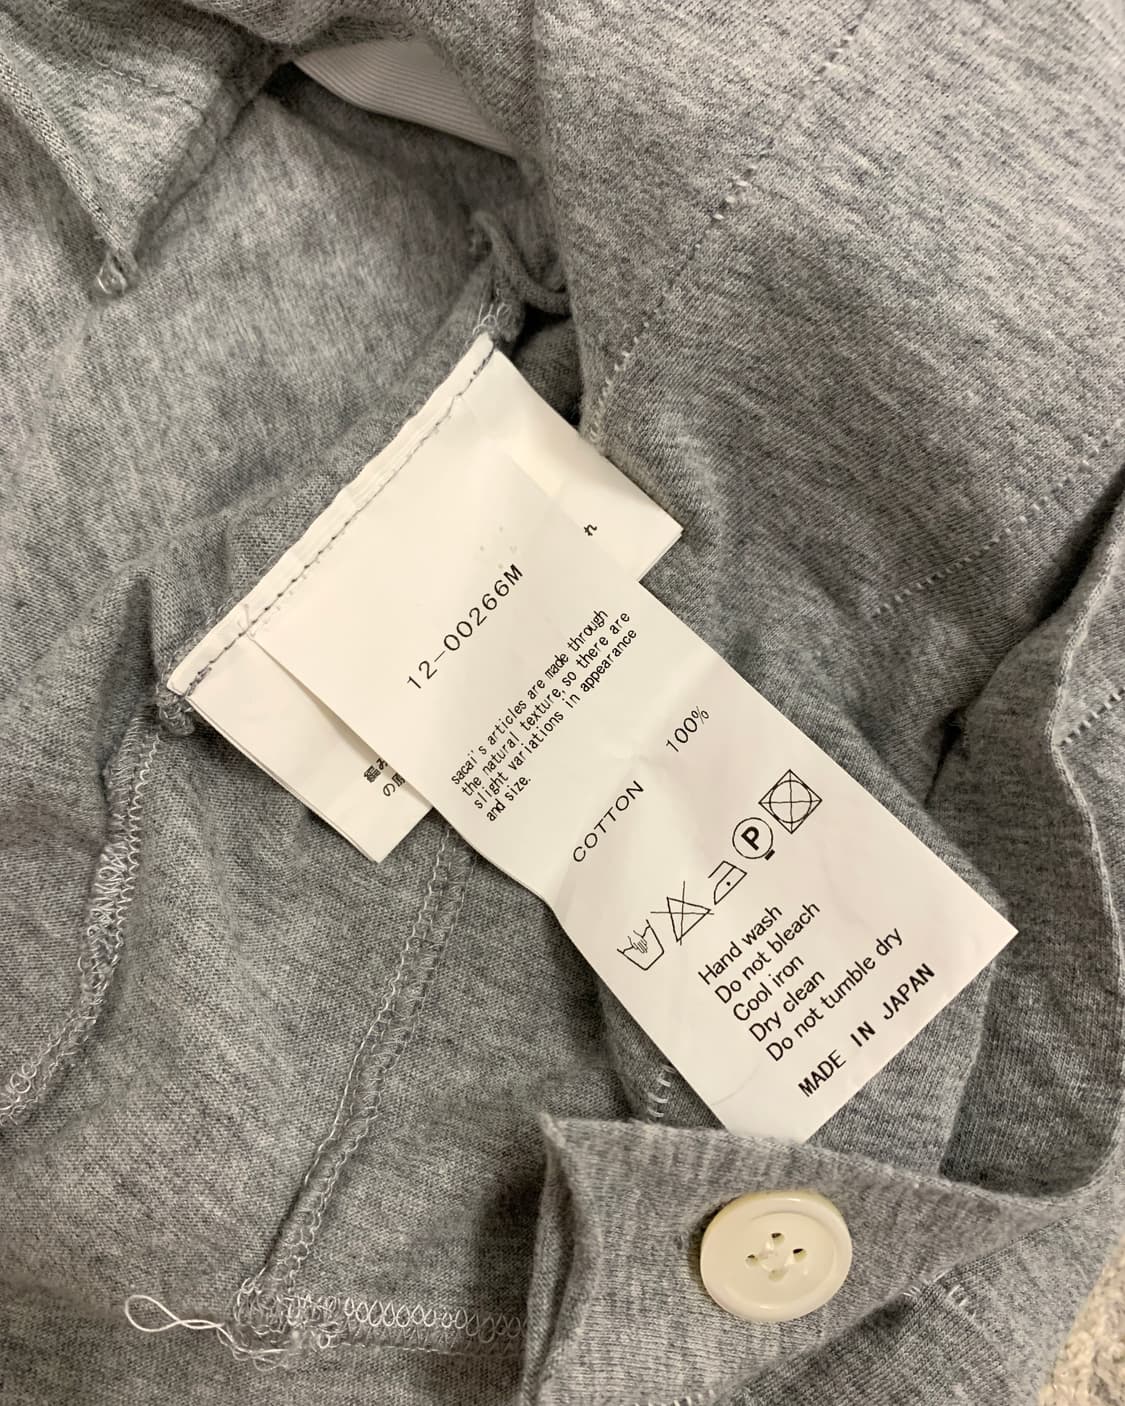 12-00266M
sacai's articles are made through
the natural texture,so there are
slight variations in appearance
and size.
COTTON 100%
P
Hand wash
Do not bleach
Cool iron
Dry clean
Do not tumble dry
MADE IN JAPAN